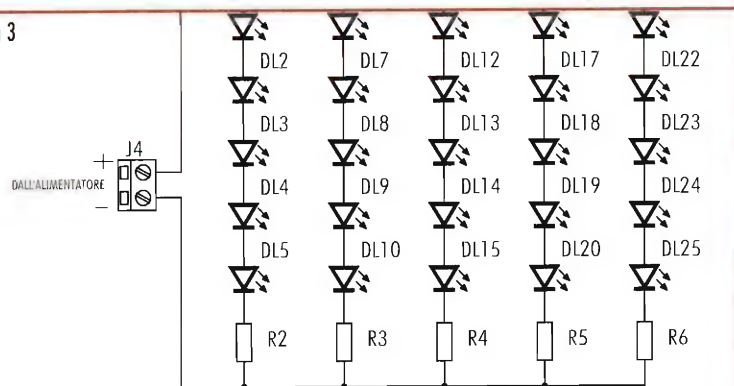 3
DL2 DL7 DL12 DL17 DL22
DL3 DL8 DL13 DL18 DL23
J4
+
DALL'ALIMENTATORE
DL4 DL9 DL14 DL19 DL24
−
DL5 DL10 DL15 DL20 DL25
R2 R3 R4 R5 R6